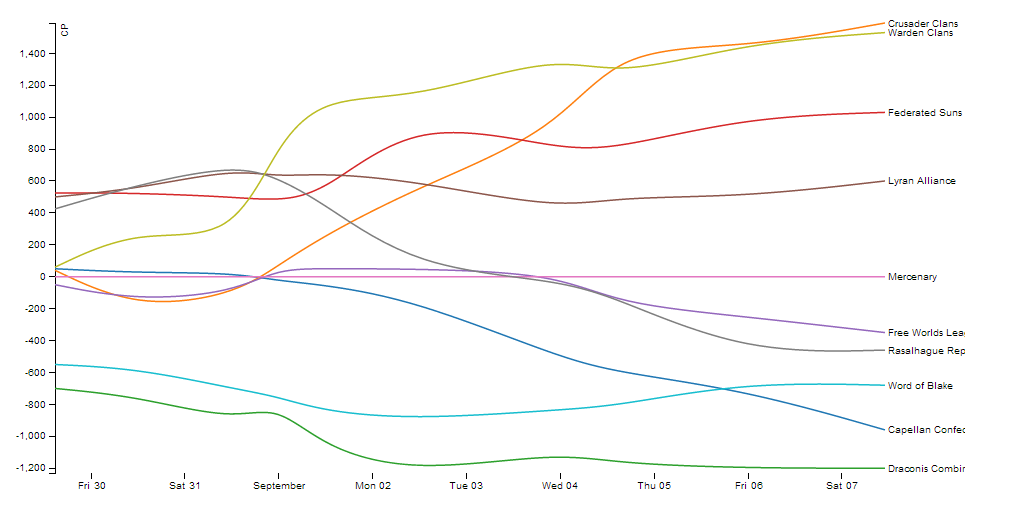 CP
1,400
1,200
1,000
800
600
400
200
0
-200
-400
-600
-800
-1,000
-1,200
Fri 30
Sat 31
September
Mon 02
Tue 03
Wed 04
Thu 05
Fri 06
Sat 07
Crusader Clans
Warden Clans
Federated Suns
Lyran Alliance
Mercenary
Free Worlds Lea
Rasalhague Rep
Word of Blake
Capellan Confec
Draconis Combir